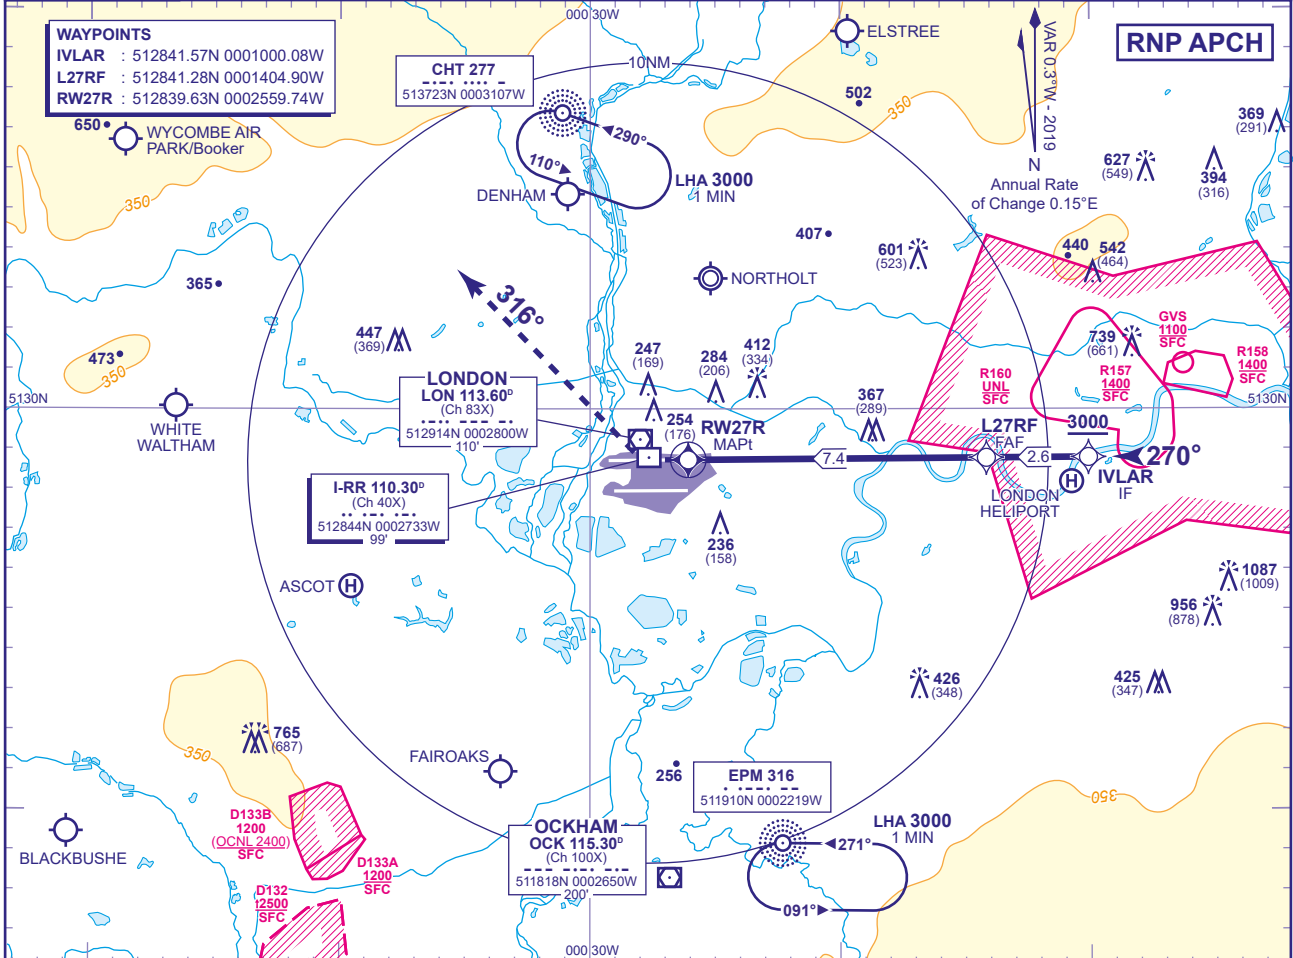 000 30W
WAYPOINTS
IVLAR : 512841.57N 0001000.08W
L27RF : 512841.28N 0001404.90W
RW27R : 512839.63N 0002559.74W
RNP APCH
ELSTREE
VAR 0.3°W - 2019
N
Annual Rate
of Change 0.15°E
10NM
CHT 277
513723N 0003107W
502
350
369
(291)
650
WYCOMBE AIR
PARK/Booker
290°
110°
LHA 3000
1 MIN
DENHAM
627
(549)
394
(316)
350
407
601
(523)
440
542
(464)
365
NORTHOLT
316°
447
(369)
473
350
247
(169)
284
(206)
412
(334)
739
(661)
GVS
1100
SFC
R158
1400
SFC
R157
1400
SFC
R160
UNL
SFC
LONDON
LON 113.60ᴰ
(Ch 83X)
512914N 0002800W
110'
5130N
5130N
WHITE
WALTHAM
367
(289)
254
(176)
RW27R
MAPt
L27RF
FAF
3000
7.4
2.6
270°
IVLAR
IF
I-RR 110.30ᴰ
(Ch 40X)
512844N 0002733W
99'
H
LONDON
HELIPORT
236
(158)
ASCOT H
1087
(1009)
956
(878)
426
(348)
425
(347)
765
(687)
350
FAIROAKS
256
EPM 316
511910N 0002219W
350
D133B
1200
(OCNL 2400)
SFC
BLACKBUSHE
D133A
1200
SFC
D132
2500
SFC
OCKHAM
OCK 115.30ᴰ
(Ch 100X)
511818N 0002650W
200'
LHA 3000
1 MIN
271°
091°
000 30W